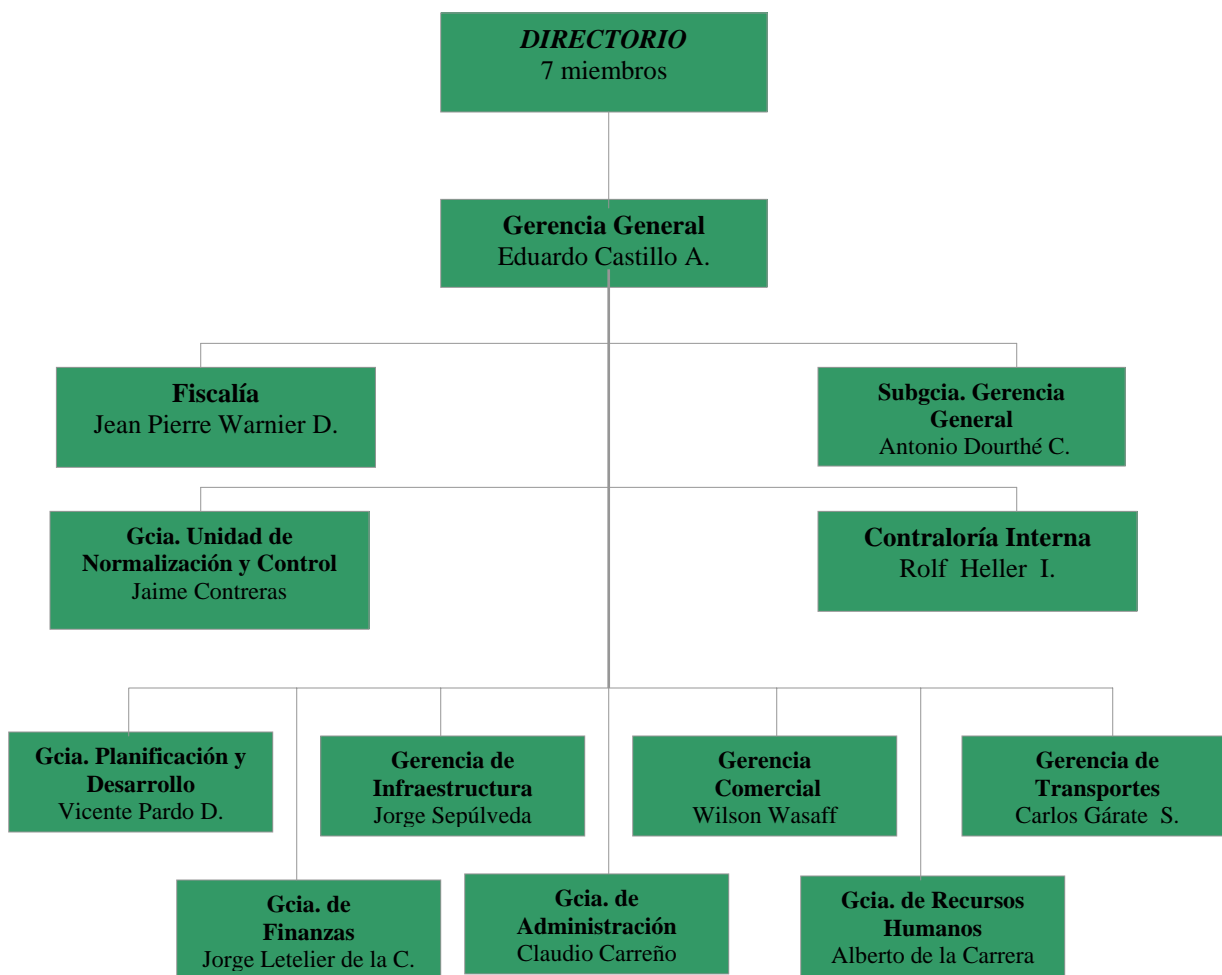 DIRECTORIO
7 miembros
Gerencia General
Eduardo Castillo A.
Fiscalía
Jean Pierre Warnier D.
Subgcia. Gerencia
General
Antonio Dourthé C.
Gcia. Unidad de
Normalización y Control
Jaime Contreras
Contraloría Interna
Rolf Heller I.
Gcia. Planificación y
Desarrollo
Vicente Pardo D.
Gerencia de
Infraestructura
Jorge Sepúlveda
Gerencia
Comercial
Wilson Wasaff
Gerencia de
Transportes
Carlos Gárate S.
Gcia. de
Finanzas
Jorge Letelier de la C.
Gcia. de
Administración
Claudio Carreño
Gcia. de Recursos
Humanos
Alberto de la Carrera